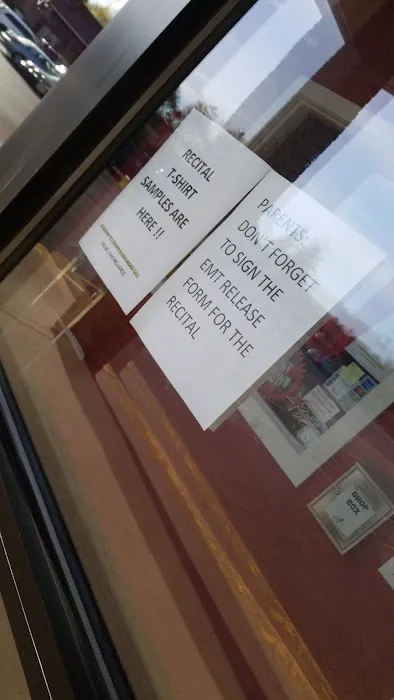 RECITAL
T-SHIRT
SAMPLES ARE
HERE !!
PARENTS:
DON'T FORGET
TO SIGN THE
EMT RELEASE
FORM FOR THE
RECITAL
DROP
BOX